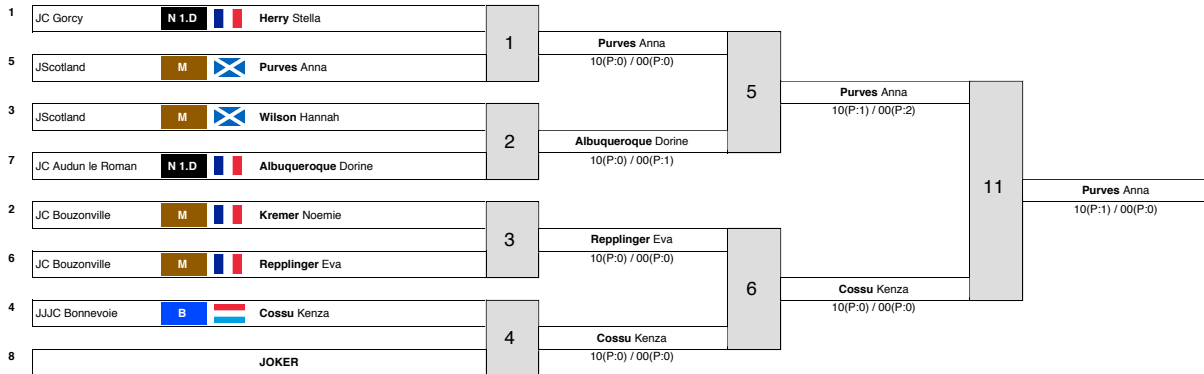 1 JC Gorcy N 1.D Herry Stella
1
Purves Anna
10(P:0) / 00(P:0)
5 JScotland M Purves Anna
5
Purves Anna
10(P:1) / 00(P:2)
3 JScotland M Wilson Hannah
2
Albuqueroque Dorine
10(P:0) / 00(P:1)
7 JC Audun le Roman N 1.D Albuqueroque Dorine
11
Purves Anna
10(P:1) / 00(P:0)
2 JC Bouzonville M Kremer Noemie
3
Repplinger Eva
10(P:0) / 00(P:0)
6 JC Bouzonville M Repplinger Eva
6
Cossu Kenza
10(P:0) / 00(P:0)
4 JJJC Bonnevoie B Cossu Kenza
4
Cossu Kenza
10(P:0) / 00(P:0)
8 JOKER